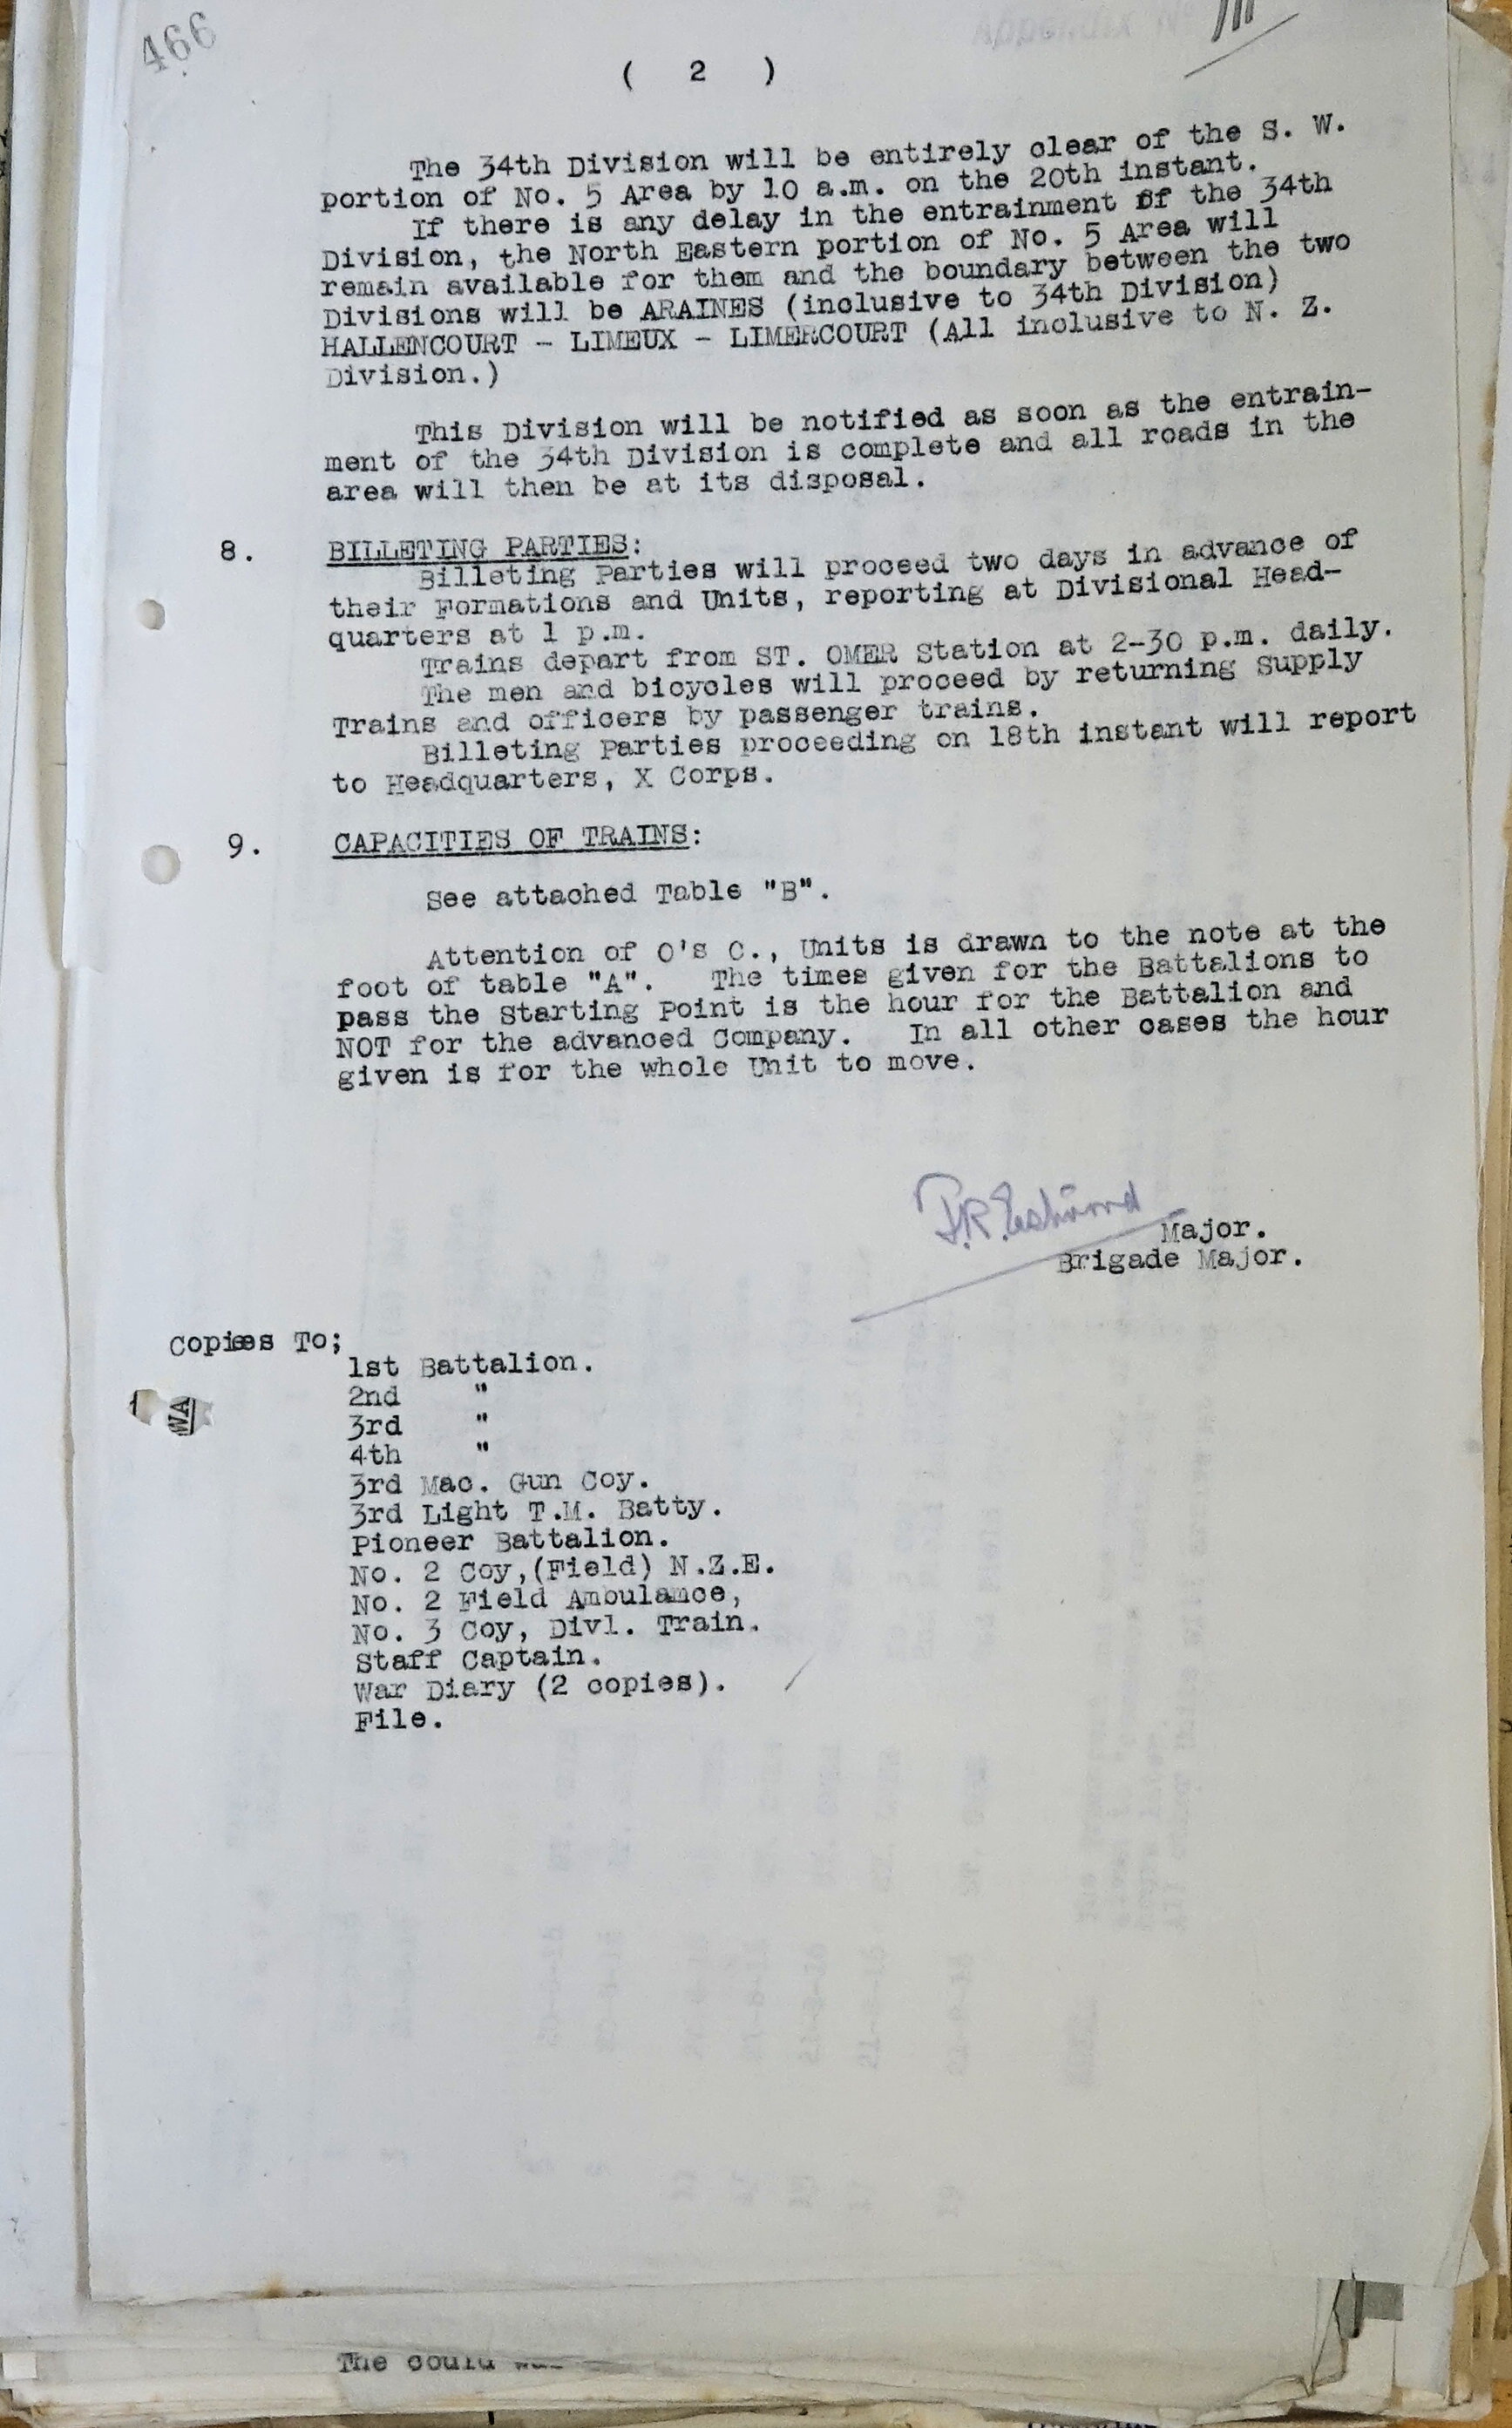 466
Appendix No
( 2 )
The 34th Division will be entirely clear of the S. W.
portion of No. 5 Area by 10 a.m. on the 20th instant.
If there is any delay in the entrainment of the 34th
Division, the North Eastern portion of No. 5 Area will
remain available for them and the boundary between the two
Divisions will be ARAINES (inclusive to 34th Division)
HALLENCOURT - LIMEUX - LIMERCOURT (All inclusive to N. Z.
Division.)
This Division will be notified as soon as the entrain-
ment of the 34th Division is complete and all roads in the
area will then be at its disposal.
8. BILLETING PARTIES:
Billeting Parties will proceed two days in advance of
their Formations and Units, reporting at Divisional Head-
quarters at 1 p.m.
Trains depart from ST. OMER Station at 2-30 p.m. daily.
The men and bicycles will proceed by returning Supply
Trains and officers by passenger trains.
Billeting Parties proceeding on 18th instant will report
to Headquarters, X Corps.
9. CAPACITIES OF TRAINS:
See attached Table "B".
Attention of O's C., Units is drawn to the note at the
foot of table "A". The times given for the Battalions to
pass the Starting Point is the hour for the Battalion and
NOT for the advanced Company. In all other cases the hour
given is for the whole Unit to move.
Major.
Brigade Major.
Copies To;
1st Battalion.
2nd "
3rd "
4th "
WA
3rd Mac. Gun Coy.
3rd Light T.M. Batty.
Pioneer Battalion.
No. 2 Coy,(Field) N.Z.E.
No. 2 Field Ambulance,
No. 3 Coy, Divl. Train.
Staff Captain.
War Diary (2 copies).
File.
The could